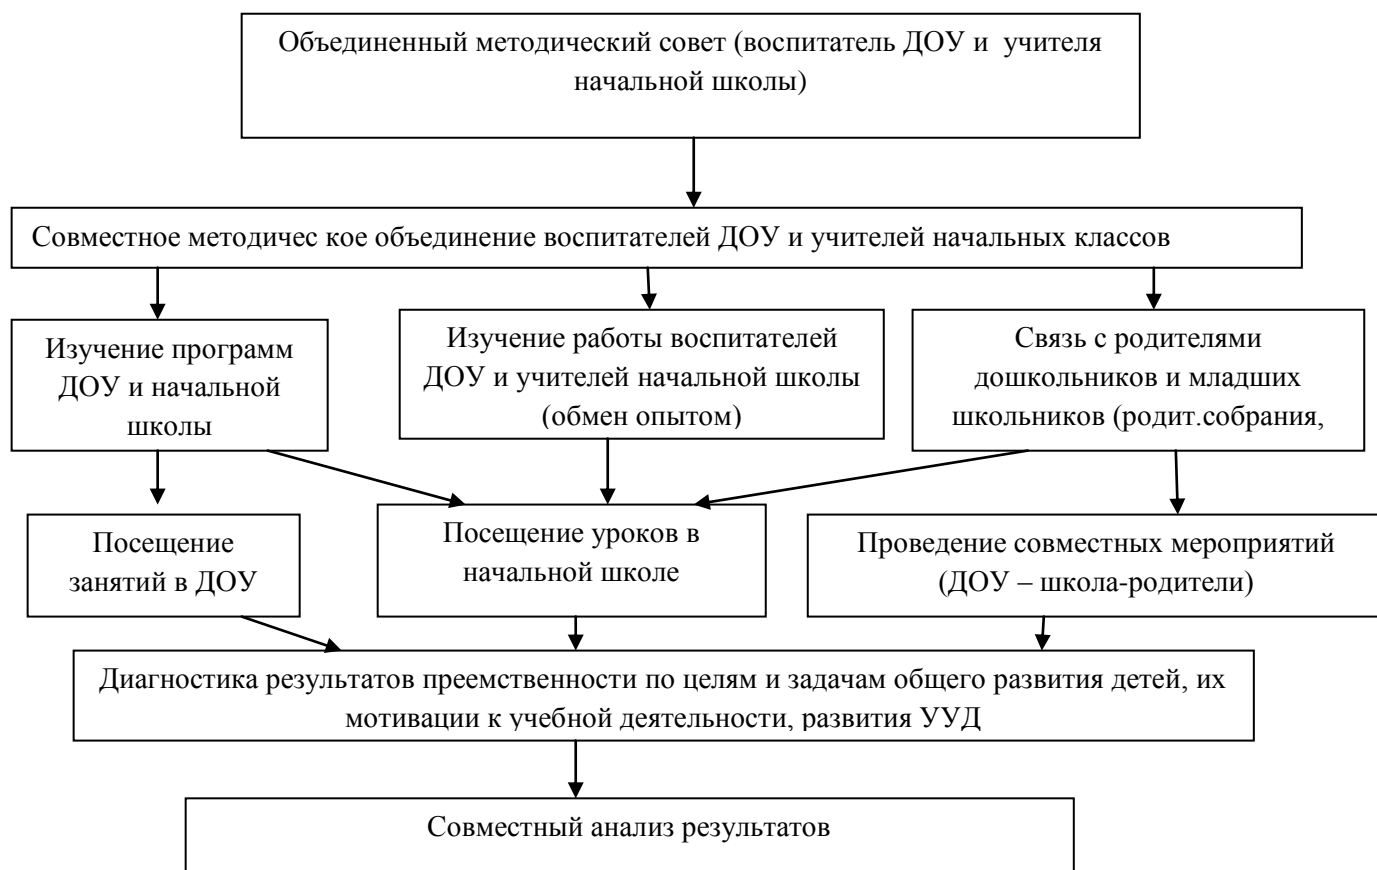 Объединенный методический совет (воспитатель ДОУ и  учителя
начальной школы)
Совместное методичес кое объединение воспитателей ДОУ и учителей начальных классов
Изучение программ
ДОУ и начальной
школы
Изучение работы воспитателей
ДОУ и учителей начальной школы
(обмен опытом)
Связь с родителями
дошкольников и младших
школьников (родит.собрания,
Посещение
занятий в ДОУ
Посещение уроков в
начальной школе
Проведение совместных мероприятий
(ДОУ – школа-родители)
Диагностика результатов преемственности по целям и задачам общего развития детей, их
мотивации к учебной деятельности, развития УУД
Совместный анализ результатов